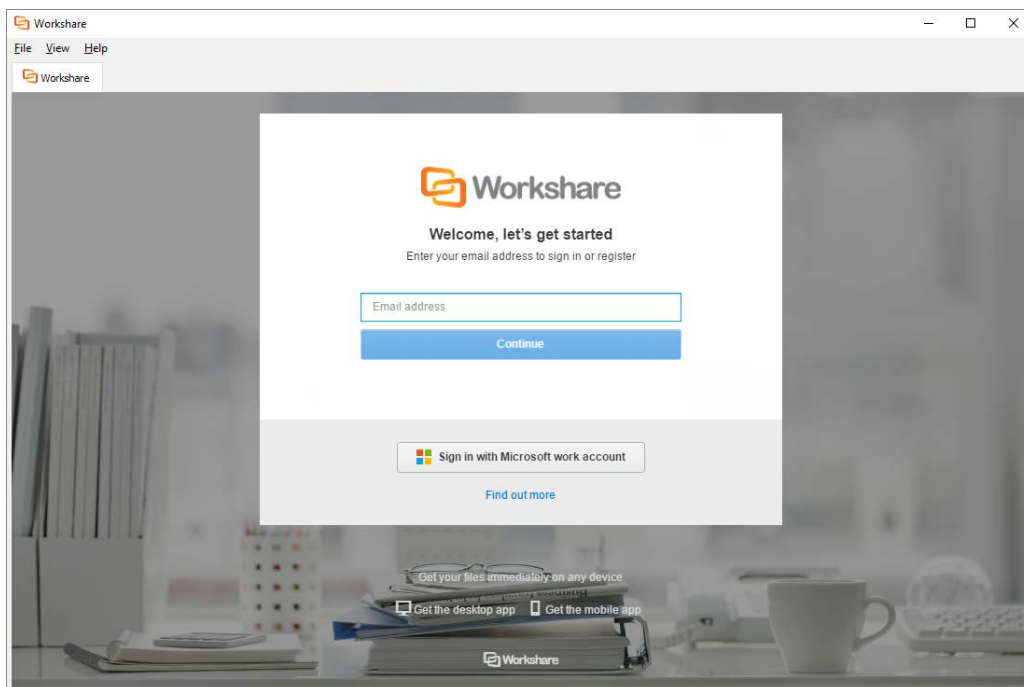 Workshare
File View Help
Workshare
Workshare
Welcome, let's get started
Enter your email address to sign in or register
Email address
Continue
Sign in with Microsoft work account
Find out more
Get your files immediately on any device
Get the desktop app Get the mobile app
Workshare